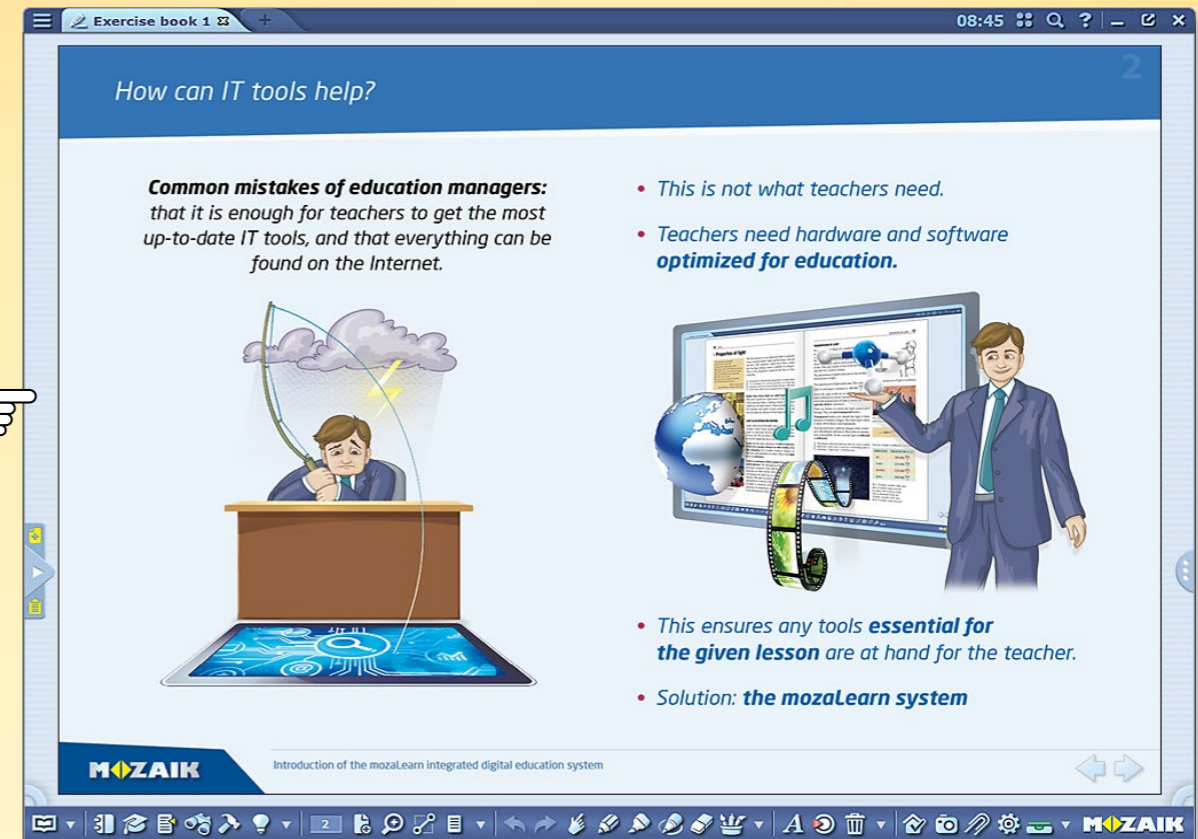 Exercise book 1
08:45
2
How can IT tools help?
Common mistakes of education managers:
that it is enough for teachers to get the most
up-to-date IT tools, and that everything can be
found on the Internet.
• This is not what teachers need.
• Teachers need hardware and software
optimized for education.
Properties of light
• This ensures any tools essential for
the given lesson are at hand for the teacher.
• Solution: the mozaLearn system
MOZAIK
Introduction of the mozaLearn integrated digital education system
2
MOZAIK